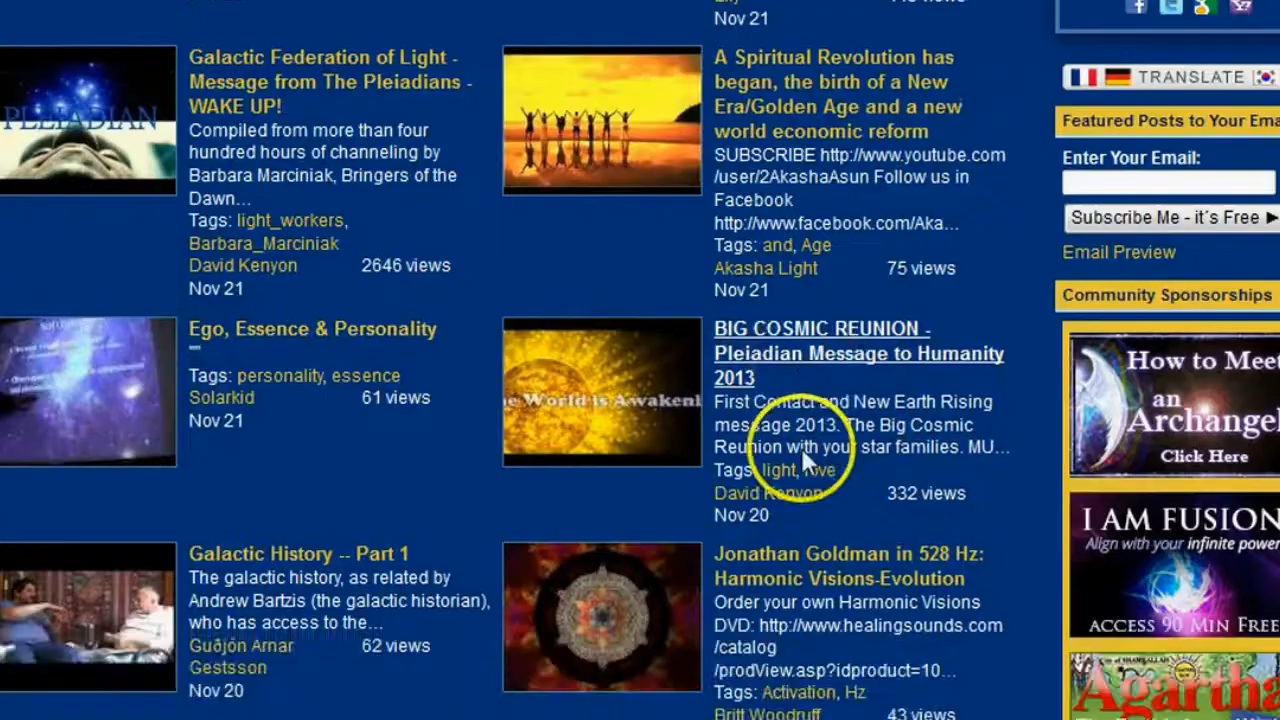 Nov 21
Galactic Federation of Light -
Message from The Pleiadians -
WAKE UP!
Compiled from more than four
hundred hours of channeling by
Barbara Marciniak, Bringers of the
Dawn...
Tags: light_workers,
Barbara_Marciniak
David Kenyon 2646 views
Nov 21
PLEIADIAN
A Spiritual Revolution has
began, the birth of a New
Era/Golden Age and a new
world economic reform
SUBSCRIBE http://www.youtube.com
/user/2AkashaAsun Follow us in
Facebook
http://www.facebook.com/Aka...
Tags: and, Age
Akasha Light 75 views
Nov 21
Ego, Essence & Personality
Tags: personality, essence
Solarkid 61 views
Nov 21
e World is Awakeni
BIG COSMIC REUNION -
Pleiadian Message to Humanity
2013
First Contact and New Earth Rising
message 2013. The Big Cosmic
Reunion with your star families. MU...
Tags: light, love
David Kenyon 332 views
Nov 20
Galactic History -- Part 1
The galactic history, as related by
Andrew Bartzis (the galactic historian),
who has access to the...
Guðjón Arnar 62 views
Gestsson
Nov 20
Jonathan Goldman in 528 Hz:
Harmonic Visions-Evolution
Order your own Harmonic Visions
DVD: http://www.healingsounds.com
/catalog
/prodView.asp?idproduct=10...
Tags: Activation, Hz
Britt Woodruff 43 views
TRANSLATE
Featured Posts to Your Ema
Enter Your Email:
Subscribe Me - it´s Free ►
Email Preview
Community Sponsorships
How to Mee
an
Archange
Click Here
I AM FUSION
Align with your infinite power
ACCESS 90 MIN FREE
Agartha